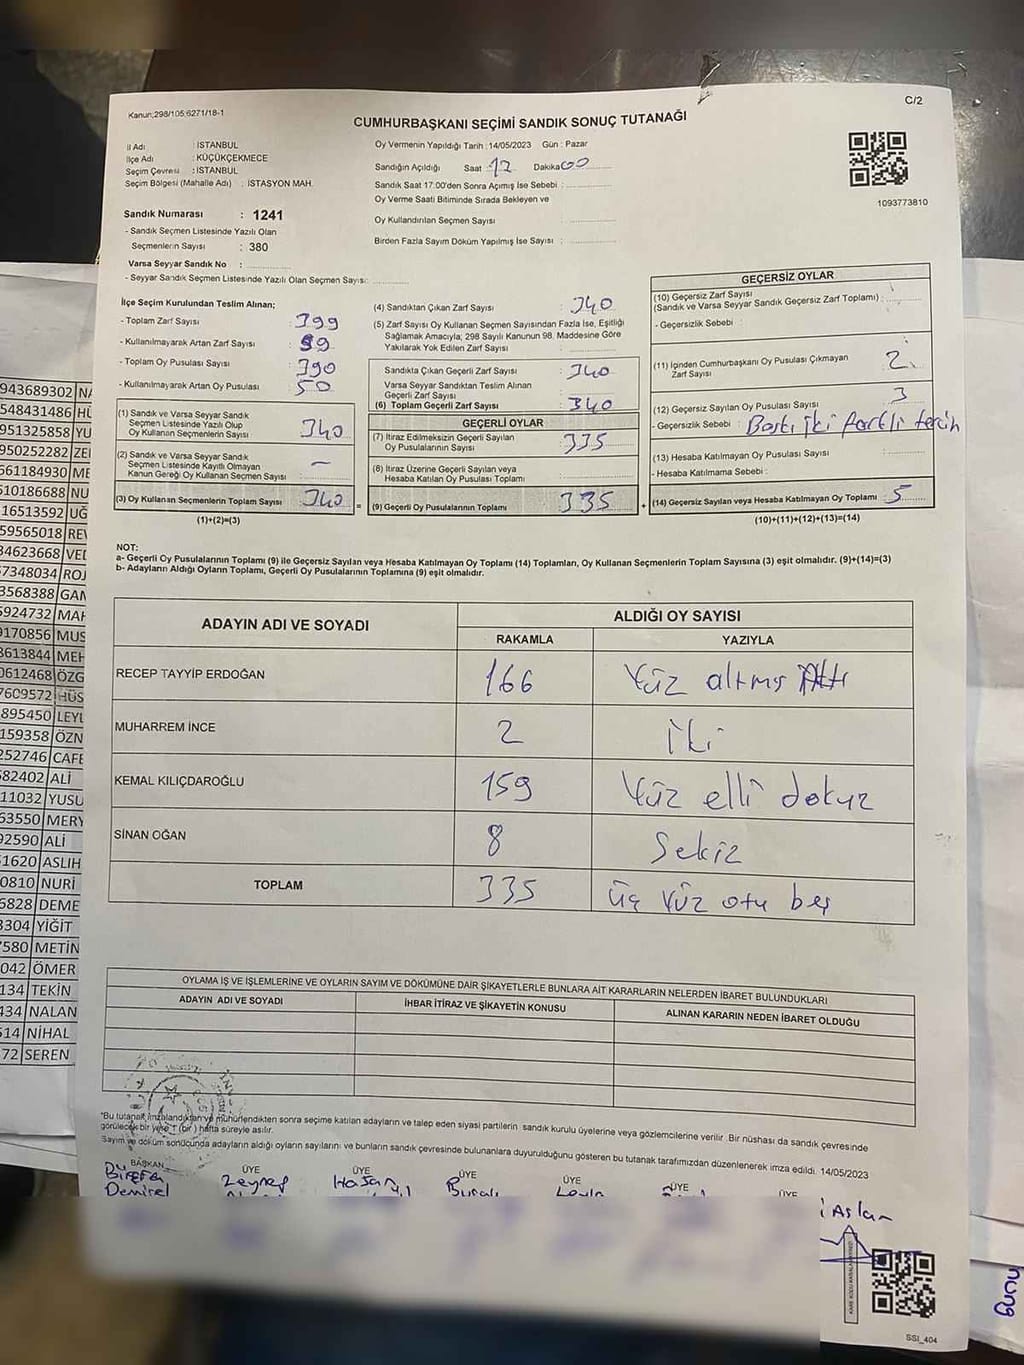 Kanun;298/105;6271/18-1
C/2
CUMHURBAŞKANI SEÇİMİ SANDIK SONUÇ TUTANAĞI
İl Adı : İSTANBUL
İlçe Adı : KÜÇÜKÇEKMECE
Seçim Çevresi : İSTANBUL
Seçim Bölgesi (Mahalle Adı) : İSTASYON MAH.
Oy Vermenin Yapıldığı Tarih : 14/05/2023 Gün : Pazar
Sandığın Açıldığı Saat : 17 Dakika 00
Sandık Saat 17:00'den Sonra Açımış İse Sebebi :
Oy Verme Saati Bitiminde Sırada Bekleyen ve
Oy Kullandırılan Seçmen Sayısı :
Birden Fazla Sayım Döküm Yapılmış İse Sayısı :
1093773810
Sandık Numarası : 1241
- Sandık Seçmen Listesinde Yazılı Olan
Seçmenlerin Sayısı : 380
Varsa Seyyar Sandık No :
- Seyyar Sandık Seçmen Listesinde Yazılı Olan Seçmen Sayısı:
İlçe Seçim Kurulundan Teslim Alınan;
- Toplam Zarf Sayısı : 399
- Kullanılmayarak Artan Zarf Sayısı : 59
- Toplam Oy Pusulası Sayısı : 390
- Kullanılmayarak Artan Oy Pusulası : 50
(1) Sandık ve Varsa Seyyar Sandık
Seçmen Listesinde Yazılı Olup
Oy Kullanan Seçmenlerin Sayısı : 340
(2) Sandık ve Varsa Seyyar Sandık
Seçmen Listesinde Kayıtlı Olmayan
Kanun Gereği Oy Kullanan Seçmen Sayısı : —
(3) Oy Kullanan Seçmenlerin Toplam Sayısı : 340
(1)+(2)=(3)
(4) Sandıktan Çıkan Zarf Sayısı : 340
(5) Zarf Sayısı Oy Kullanan Seçmen Sayısından Fazla İse, Eşitliği
Sağlamak Amacıyla; 298 Sayılı Kanunun 98. Maddesine Göre
Yakılarak Yok Edilen Zarf Sayısı :
Sandıkta Çıkan Geçerli Zarf Sayısı : 340
Varsa Seyyar Sandıktan Teslim Alınan
Geçerli Zarf Sayısı :
(6) Toplam Geçerli Zarf Sayısı : 340
GEÇERLİ OYLAR
(7) İtiraz Edilmeksizin Geçerli Sayılan
Oy Pusulasının Sayısı : 335
(8) İtiraz Üzerine Geçerli Sayılan veya
Hesaba Katılan Oy Pusulası Toplamı :
(9) Geçerli Oy Pusulalarının Toplamı : 335
GEÇERSİZ OYLAR
(10) Geçersiz Zarf Sayısı
(Sandık ve Varsa Seyyar Sandık Geçersiz Zarf Toplamı) :
- Geçersizlik Sebebi :
(11) İçinden Cumhurbaşkanı Oy Pusulası Çıkmayan
Zarf Sayısı : 2
(12) Geçersiz Sayılan Oy Pusulası Sayısı : 3
- Geçersizlik Sebebi : Boş, iki farklı tercih
(13) Hesaba Katılmayan Oy Pusulası Sayısı :
- Hesaba Katılmama Sebebi :
(14) Geçersiz Sayılan veya Hesaba Katılmayan Oy Toplamı : 5
(10)+(11)+(12)+(13)=(14)
NOT:
a- Geçerli Oy Pusulalarının Toplamı (9) ile Geçersiz Sayılan veya Hesaba Katılmayan Oy Toplamı (14) Toplamları, Oy Kullanan Seçmenlerin Toplam Sayısına (3) eşit olmalıdır. (9)+(14)=(3)
b- Adayların Aldığı Oyların Toplamı, Geçerli Oy Pusulalarının Toplamına (9) eşit olmalıdır.
ADAYIN ADI VE SOYADI ALDIĞI OY SAYISI
RAKAMLA YAZIYLA
RECEP TAYYİP ERDOĞAN 166 Yüz altmış Altı
MUHARREM İNCE 2 İki
KEMAL KILIÇDAROĞLU 159 Yüz elli dokuz
SİNAN OĞAN 8 Sekiz
TOPLAM 335 üç yüz otu beş
OYLAMA İŞ VE İŞLEMLERİNE VE OYLARIN SAYIM VE DÖKÜMÜNE DAİR ŞİKAYETLERLE BUNLARA AİT KARARLARIN NELERDEN İBARET BULUNDUKLARI
ADAYIN ADI VE SOYADI İHBAR İTİRAZ VE ŞİKAYETİN KONUSU ALINAN KARARIN NEDEN İBARET OLDUĞU
"Bu tutanak imzalandıktan ve mühürlendikten sonra seçime katılan adayların ve talep eden siyasi partilerin sandık kurulu üyelerine veya gözlemcilerine verilir. Bir nüshası da sandık çevresinde
görülecek bir yere 1 (bir) hafta süreyle asılır.
Sayım ve döküm sonucunda adayların aldığı oyların sayıları ve bunların sandık çevresinde bulunanlara duyurulduğunu gösteren bu tutanak tarafımızdan düzenlenerek imza edildi. 14/05/2023
BAŞKAN ÜYE ÜYE ÜYE ÜYE ÜYE ÜYE
Demirel Zeynep Hasan Burak Leyla
Aslan
SSİ_404
943689302 NA
548431486 HÜ
951325858 YU
950252282 ZE
561184930 ME
510186688 NU
16513592 UĞ
59565018 REV
34623668 VEL
57348034 ROJ
3568388 GAN
5924732 MAH
9170856 MUS
3613844 MEH
0612468 ÖZG
7609572 HÜS
895450 LEYL
159358 ÖZN
252746 CAFE
582402 ALİ
11032 YUSU
63550 MERY
92590 ALİ
1620 ASLIH
0810 NURİ
6828 DEME
3304 YİĞİT
7580 METİN
042 ÖMER
134 TEKİN
434 NALAN
514 NİHAL
72 SEREN